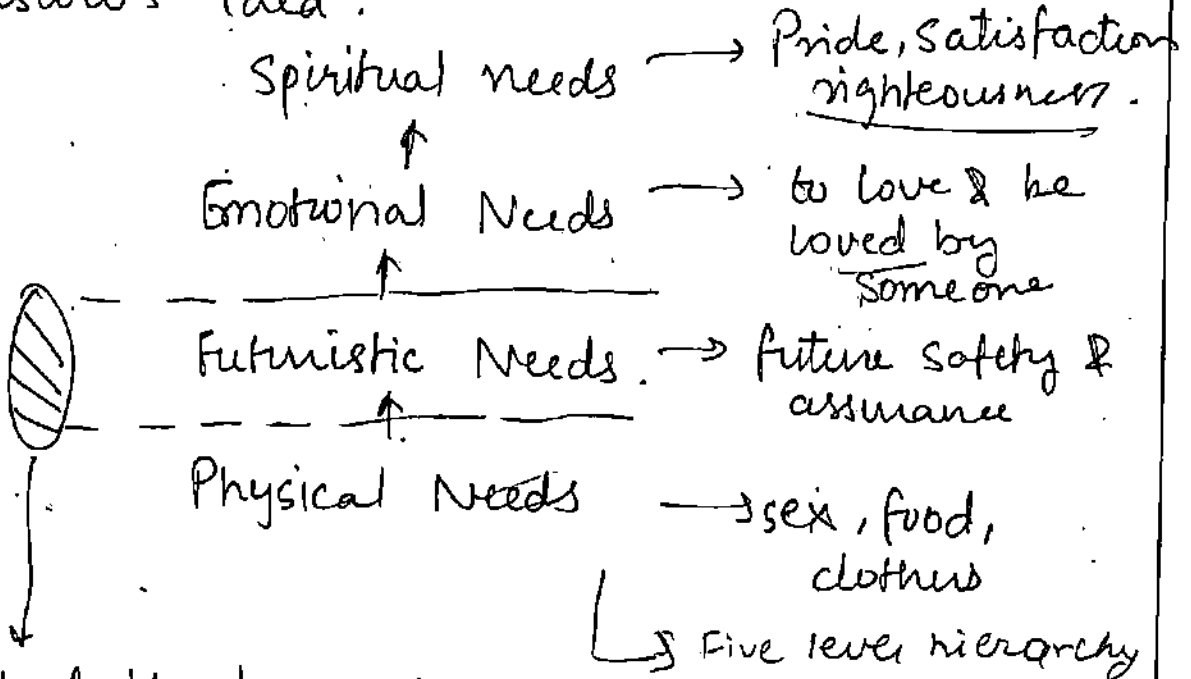 idea.
Spiritual needs → Pride, Satisfaction
righteousness.
Emotional Needs → to love & be
loved by
someone
Futuristic Needs. → future safety &
assurance
Physical Needs → sex, food,
clothes
Five level hierarchy